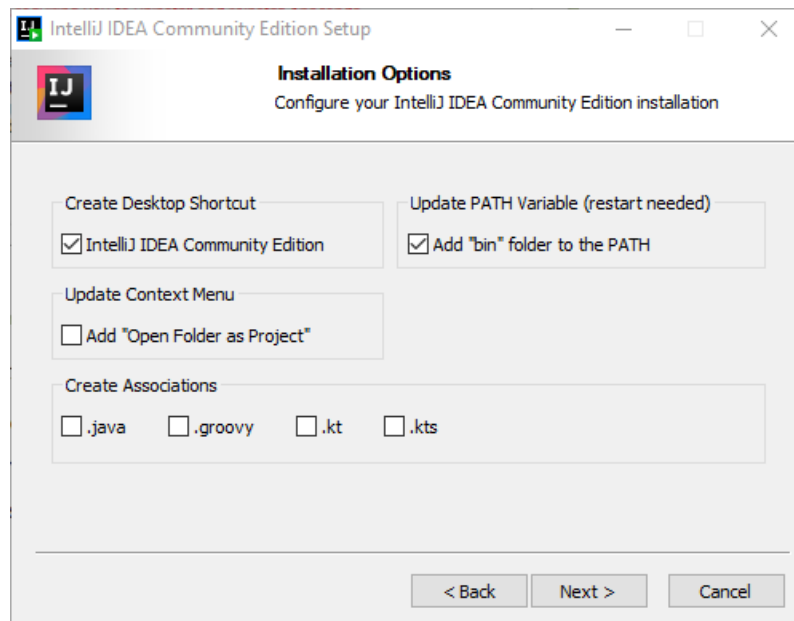 IntelliJ IDEA Community Edition Setup
IJ
Installation Options
Configure your IntelliJ IDEA Community Edition installation
Create Desktop Shortcut
IntelliJ IDEA Community Edition
Update PATH Variable (restart needed)
Add "bin" folder to the PATH
Update Context Menu
Add "Open Folder as Project"
Create Associations
.java .groovy .kt .kts
< Back Next > Cancel